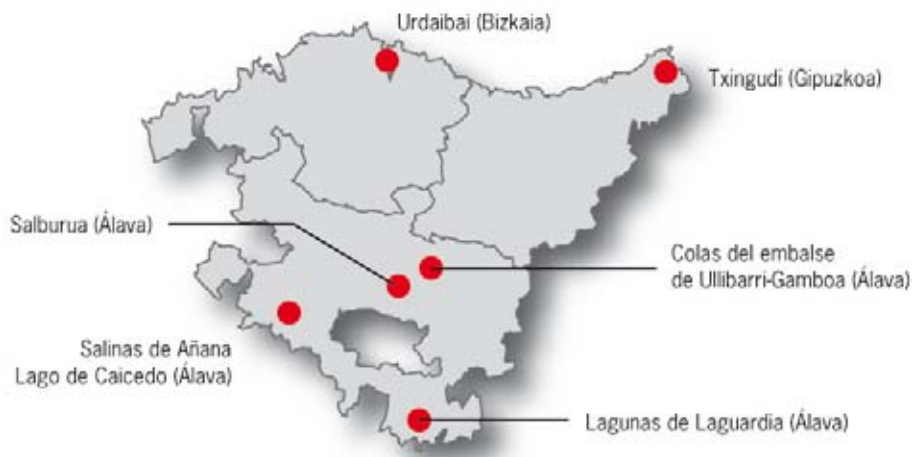 Urdaibai (Bizkaia)
Txingudi (Gipuzkoa)
Salburua (Álava)
Colas del embalse
de Ullibarri-Gamboa (Álava)
Salinas de Añana
Lago de Caicedo (Álava)
Lagunas de Laguardia (Álava)